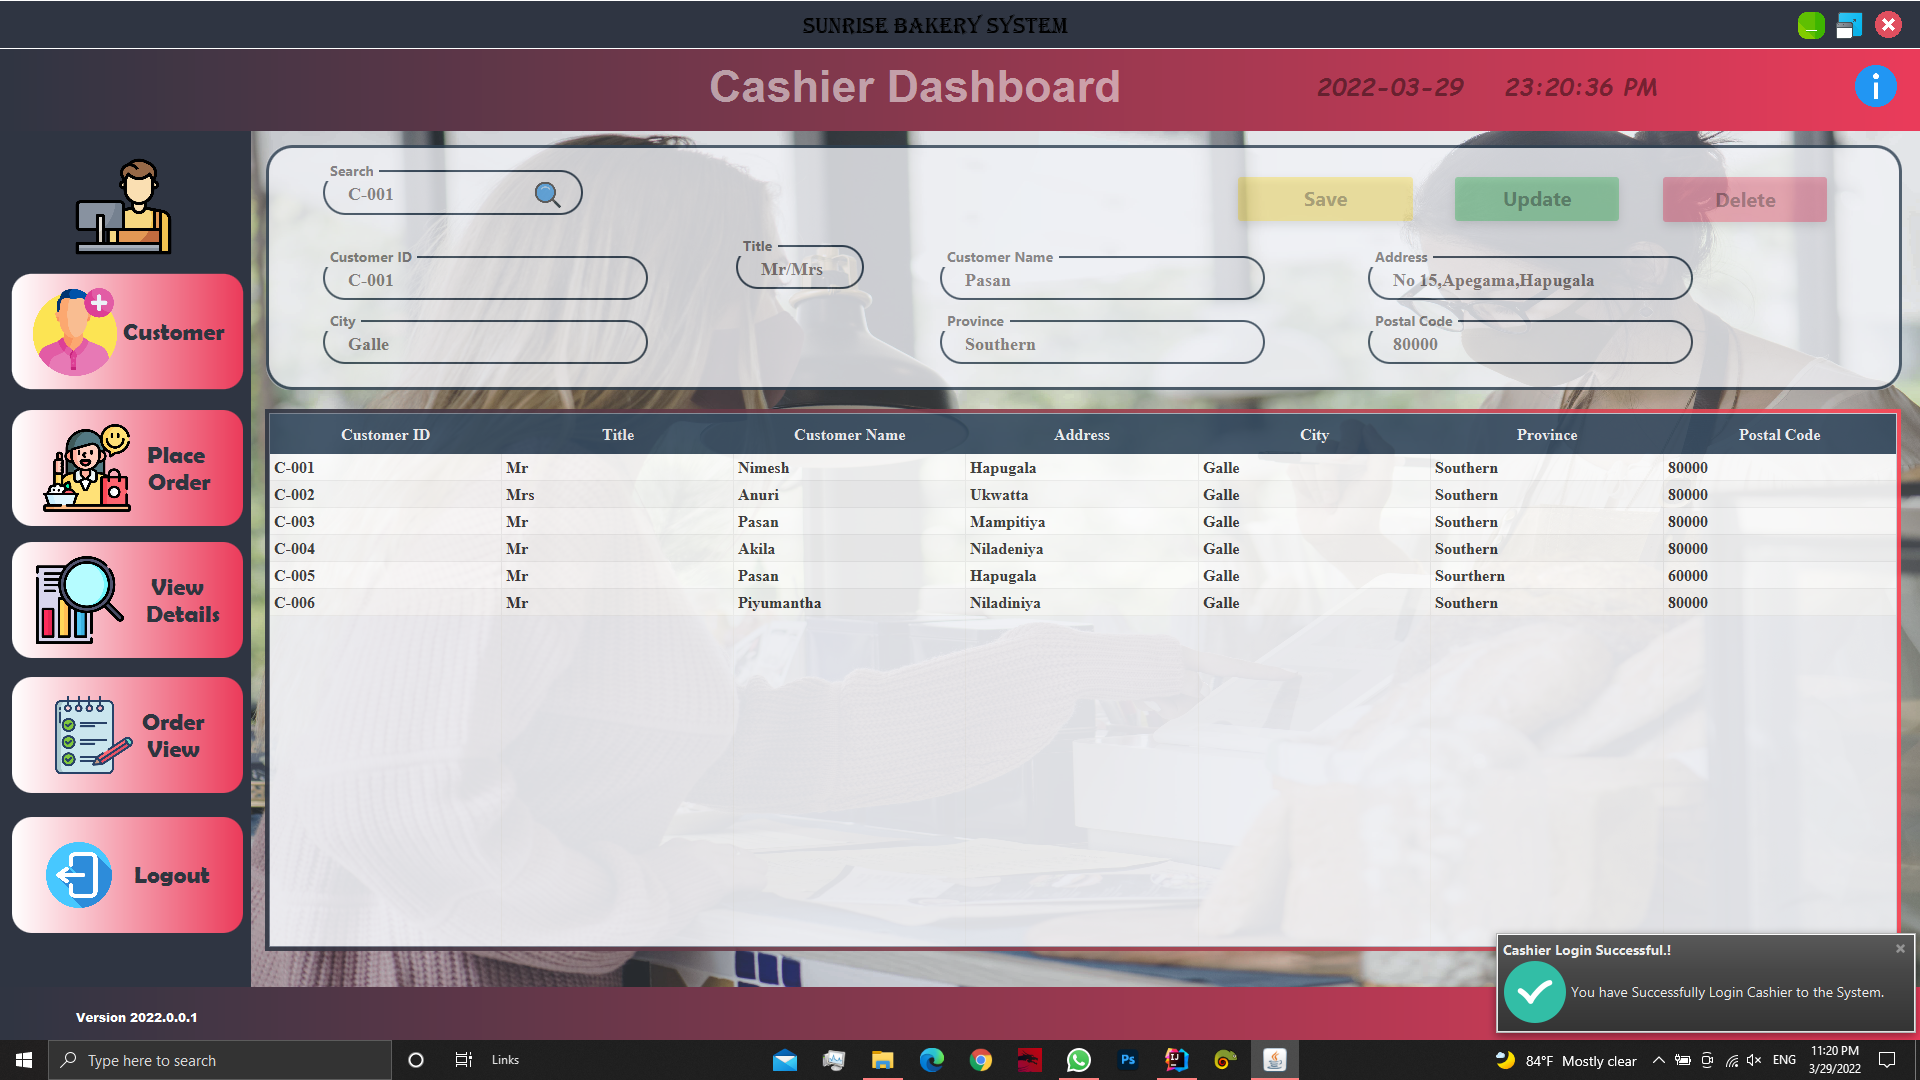 SUNRISE BAKERY SYSTEM
Cashier Dashboard
2022-03-29 23:20:36 PM
Search
C-001
Save
Update
Delete
Customer ID
C-001
Title
Mr/Mrs
Customer Name
Pasan
Address
No 15,Apegama,Hapugala
City
Galle
Province
Southern
Postal Code
80000
Customer
Place
Order
View
Details
Order
View
Logout
Customer ID Title Customer Name Address City Province Postal Code
C-001 Mr Nimesh Hapugala Galle Southern 80000
C-002 Mrs Anuri Ukwatta Galle Southern 80000
C-003 Mr Pasan Mampitiya Galle Southern 80000
C-004 Mr Akila Niladeniya Galle Southern 80000
C-005 Mr Pasan Hapugala Galle Sourthern 60000
C-006 Mr Piyumantha Niladiniya Galle Southern 80000
Cashier Login Successful.!
You have Successfully Login Cashier to the System.
Version 2022.0.0.1
Type here to search
Links
Ps
84°F Mostly clear
ENG
11:20 PM
3/29/2022